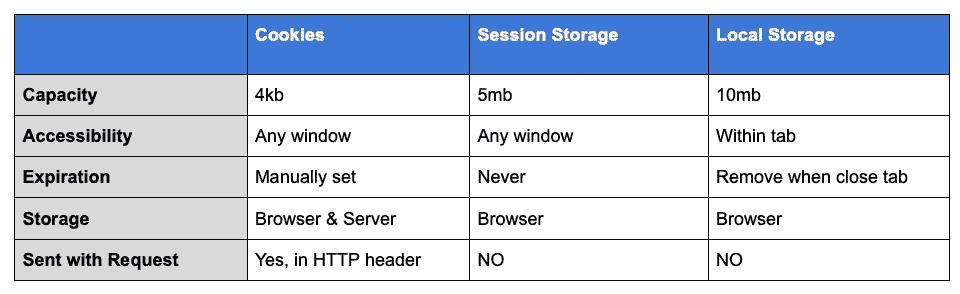 Cookies Session Storage Local Storage
Capacity 4kb 5mb 10mb
Accessibility Any window Any window Within tab
Expiration Manually set Never Remove when close tab
Storage Browser & Server Browser Browser
Sent with Request Yes, in HTTP header NO NO